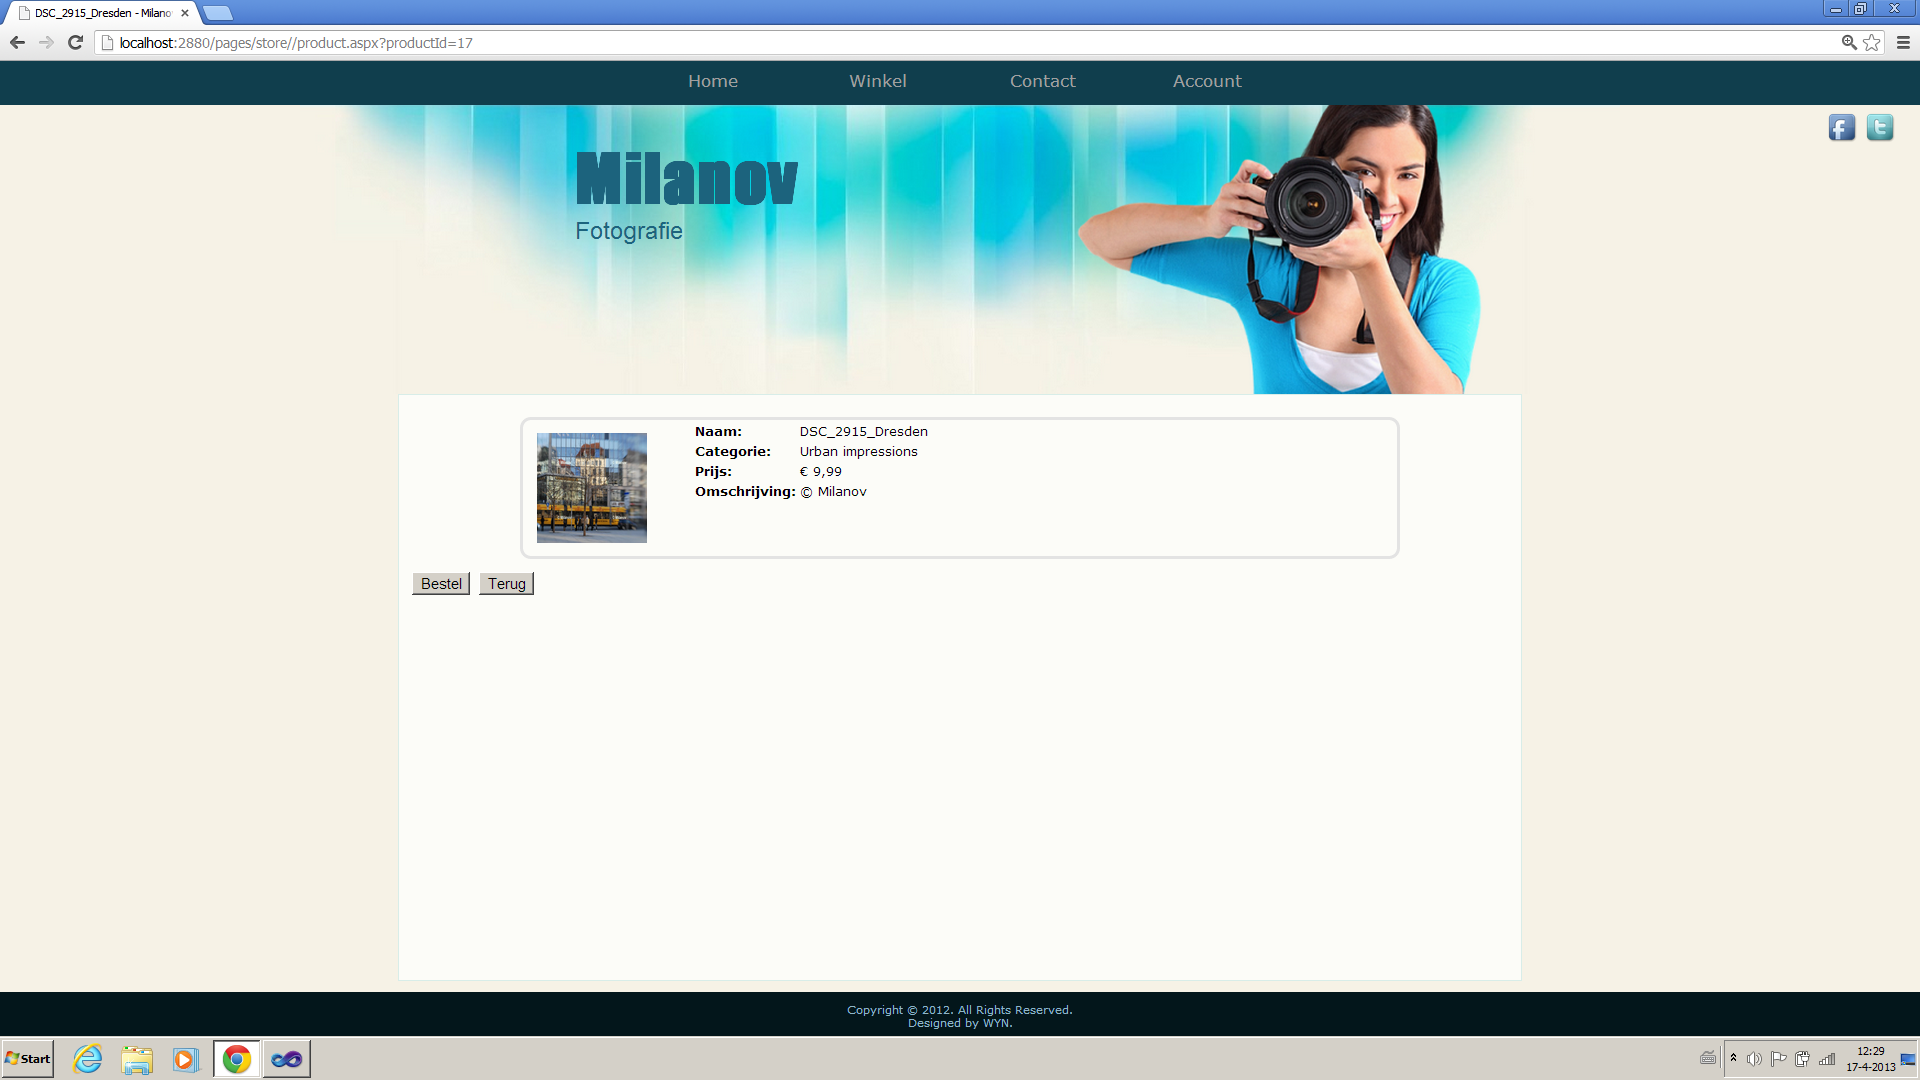 DSC_2915_Dresden - Milano
localhost:2880/pages/store//product.aspx?productId=17
Home Winkel Contact Account
Milanov
Fotografie
Naam: DSC_2915_Dresden
Categorie: Urban impressions
Prijs: € 9,99
Omschrijving: © Milanov
Bestel Terug
Copyright © 2012. All Rights Reserved.
Designed by WYN.
Start
12:29
17-4-2013